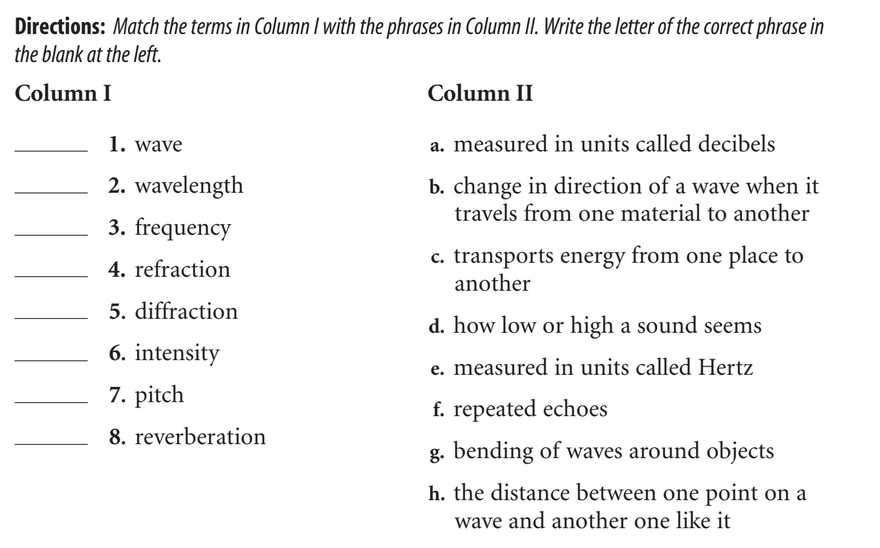 Directions: Match the terms in Column I with the phrases in Column II. Write the letter of the correct phrase in
the blank at the left.
Column I
1. wave
2. wavelength
3. frequency
4. refraction
5. diffraction
6. intensity
7. pitch
8. reverberation
Column II
a. measured in units called decibels
b. change in direction of a wave when it
travels from one material to another
c. transports energy from one place to
another
d. how low or high a sound seems
e. measured in units called Hertz
f. repeated echoes
g. bending of waves around objects
h. the distance between one point on a
wave and another one like it